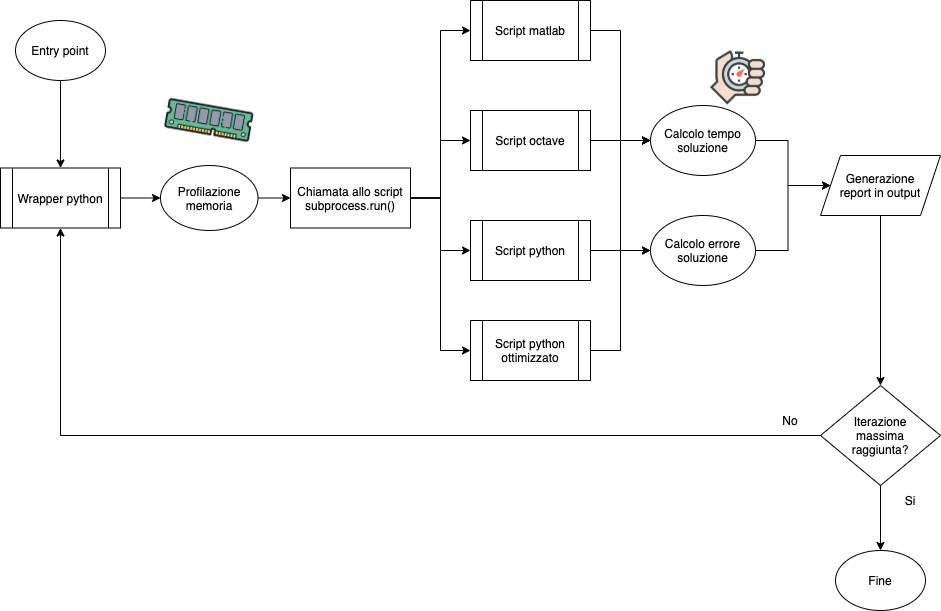 Entry point
Wrapper python
Profilazione
memoria
Chiamata allo script
subprocess.run()
Script matlab
Script octave
Script python
Script python
ottimizzato
Calcolo tempo
soluzione
Calcolo errore
soluzione
Generazione
report in output
Iterazione
massima
raggiunta?
No
Si
Fine